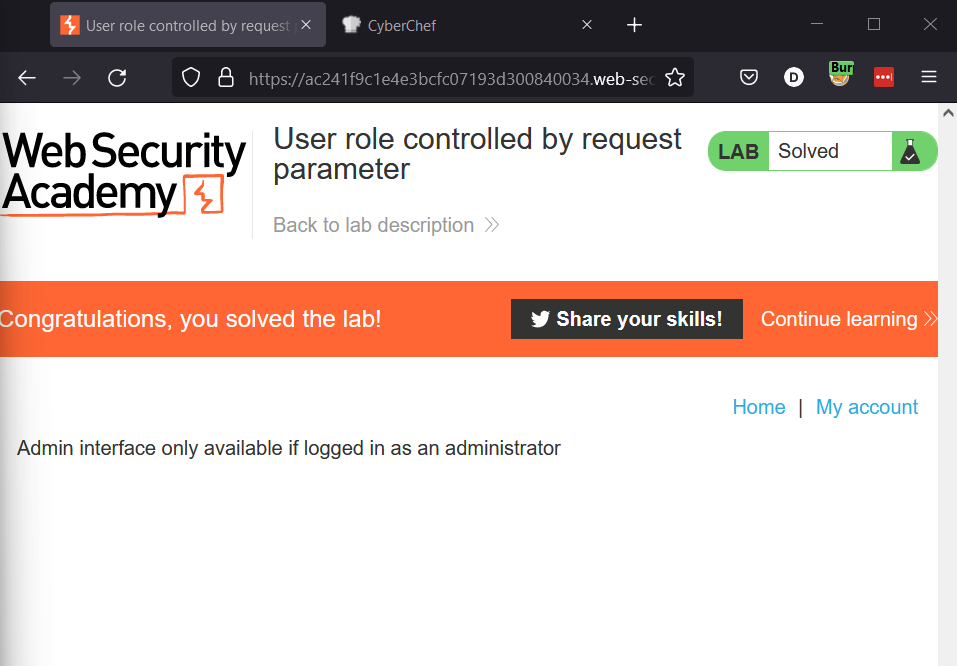 User role controlled by request p
CyberChef
https://ac241f9c1e4e3bcfc07193d300840034.web-sec
D
Bur
Web Security
Academy
User role controlled by request
parameter
Back to lab description
LAB Solved
Congratulations, you solved the lab!
Share your skills!
Continue learning
Home | My account
Admin interface only available if logged in as an administrator